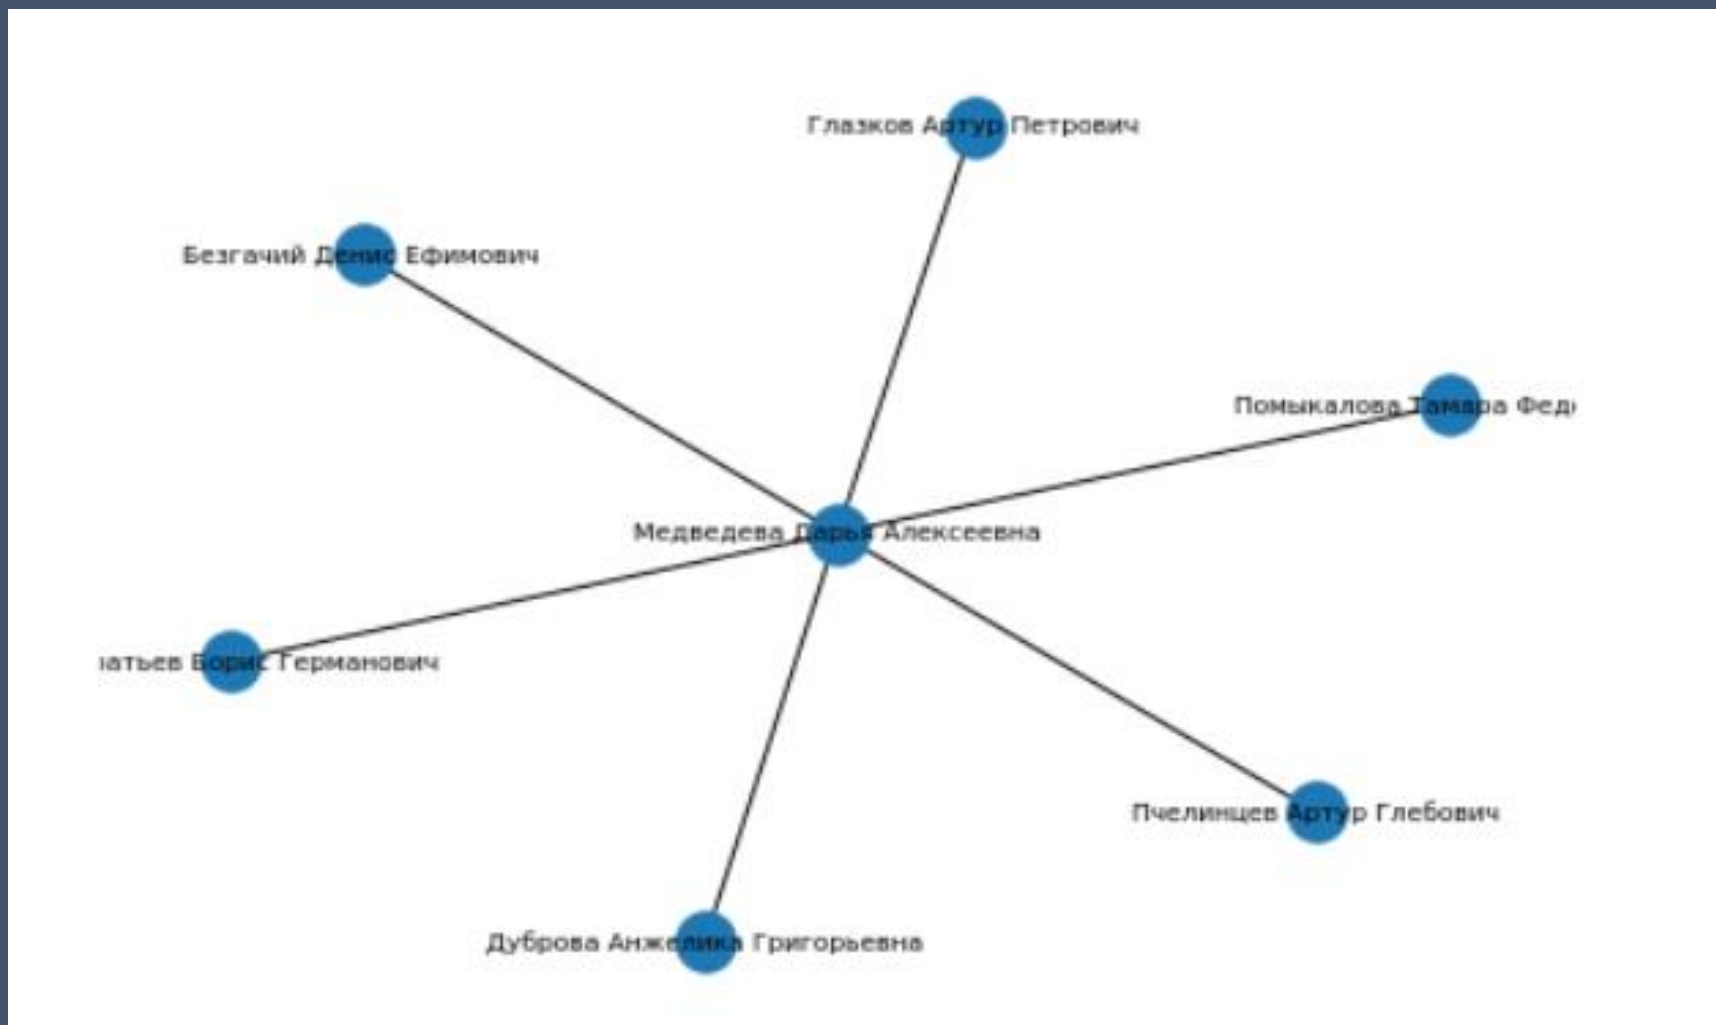 Глазков Артур Петрович
Безгачий Денис Ефимович
Помыкалова Тамара
Медведева Дарья Алексеевна
Борис Германович
Пчелинцев Артур Глебович
Дуброва Анжелика Григорьевна